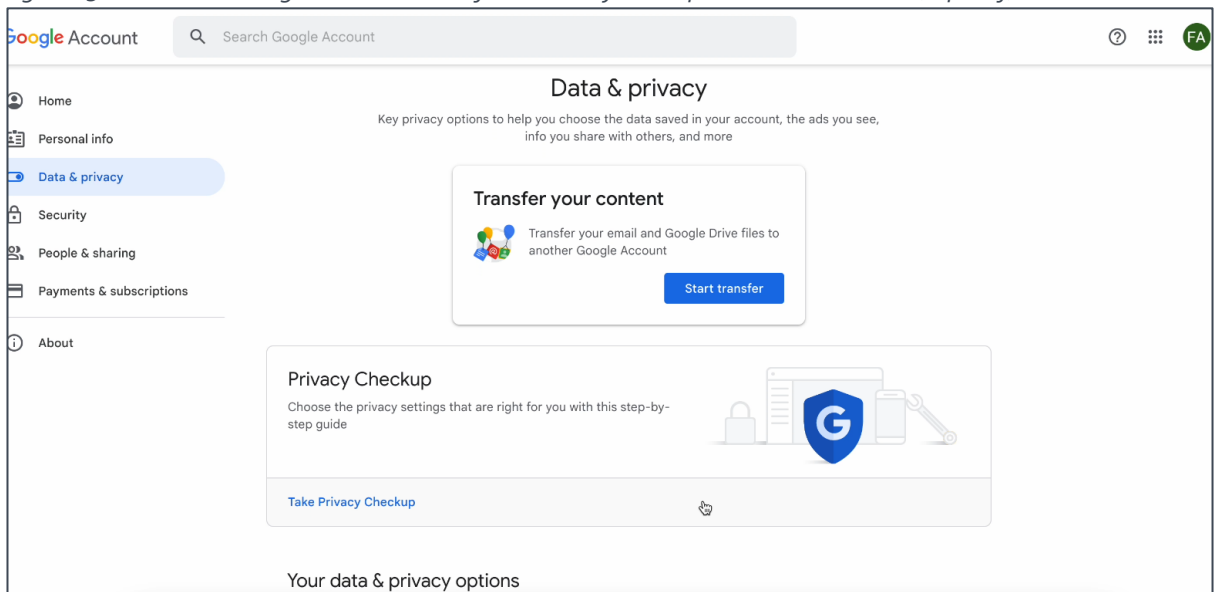 Google Account
Search Google Account
FA
Home
Personal info
Data & privacy
Security
People & sharing
Payments & subscriptions
About
Data & privacy
Key privacy options to help you choose the data saved in your account, the ads you see,
info you share with others, and more
Transfer your content
Transfer your email and Google Drive files to
another Google Account
Start transfer
Privacy Checkup
Choose the privacy settings that are right for you with this step-by-
step guide
G
Take Privacy Checkup
Your data & privacy options